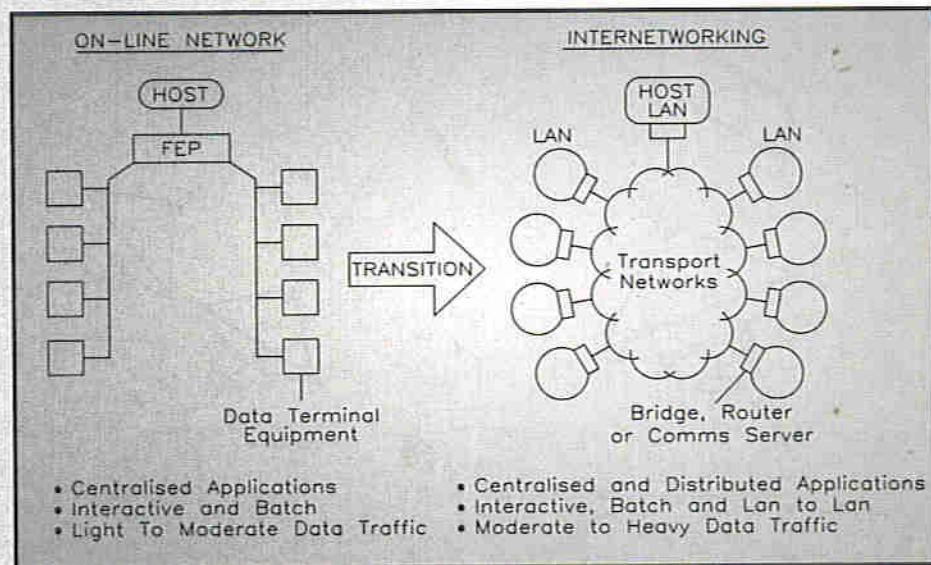 ON-LINE NETWORK
HOST
FEP
Data Terminal
Equipment
• Centralised Applications
• Interactive and Batch
• Light To Moderate Data Traffic
TRANSITION
INTERNETWORKING
HOST
LAN
LAN
LAN
Transport
Networks
Bridge, Router
or Comms Server
• Centralised and Distributed Applications
• Interactive, Batch and Lan to Lan
• Moderate to Heavy Data Traffic